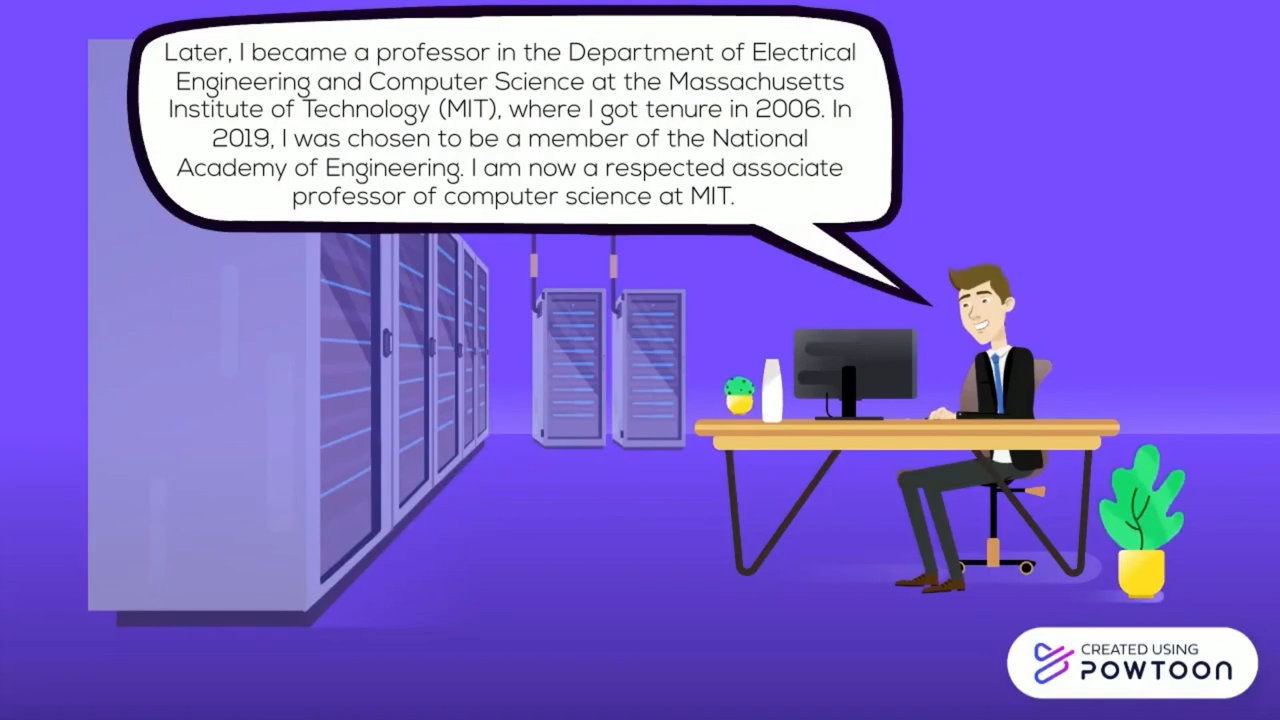 Later, I became a professor in the Department of Electrical
Engineering and Computer Science at the Massachusetts
Institute of Technology (MIT), where I got tenure in 2006. In
2019, I was chosen to be a member of the National
Academy of Engineering. I am now a respected associate
professor of computer science at MIT.
CREATED USING
POWTOON